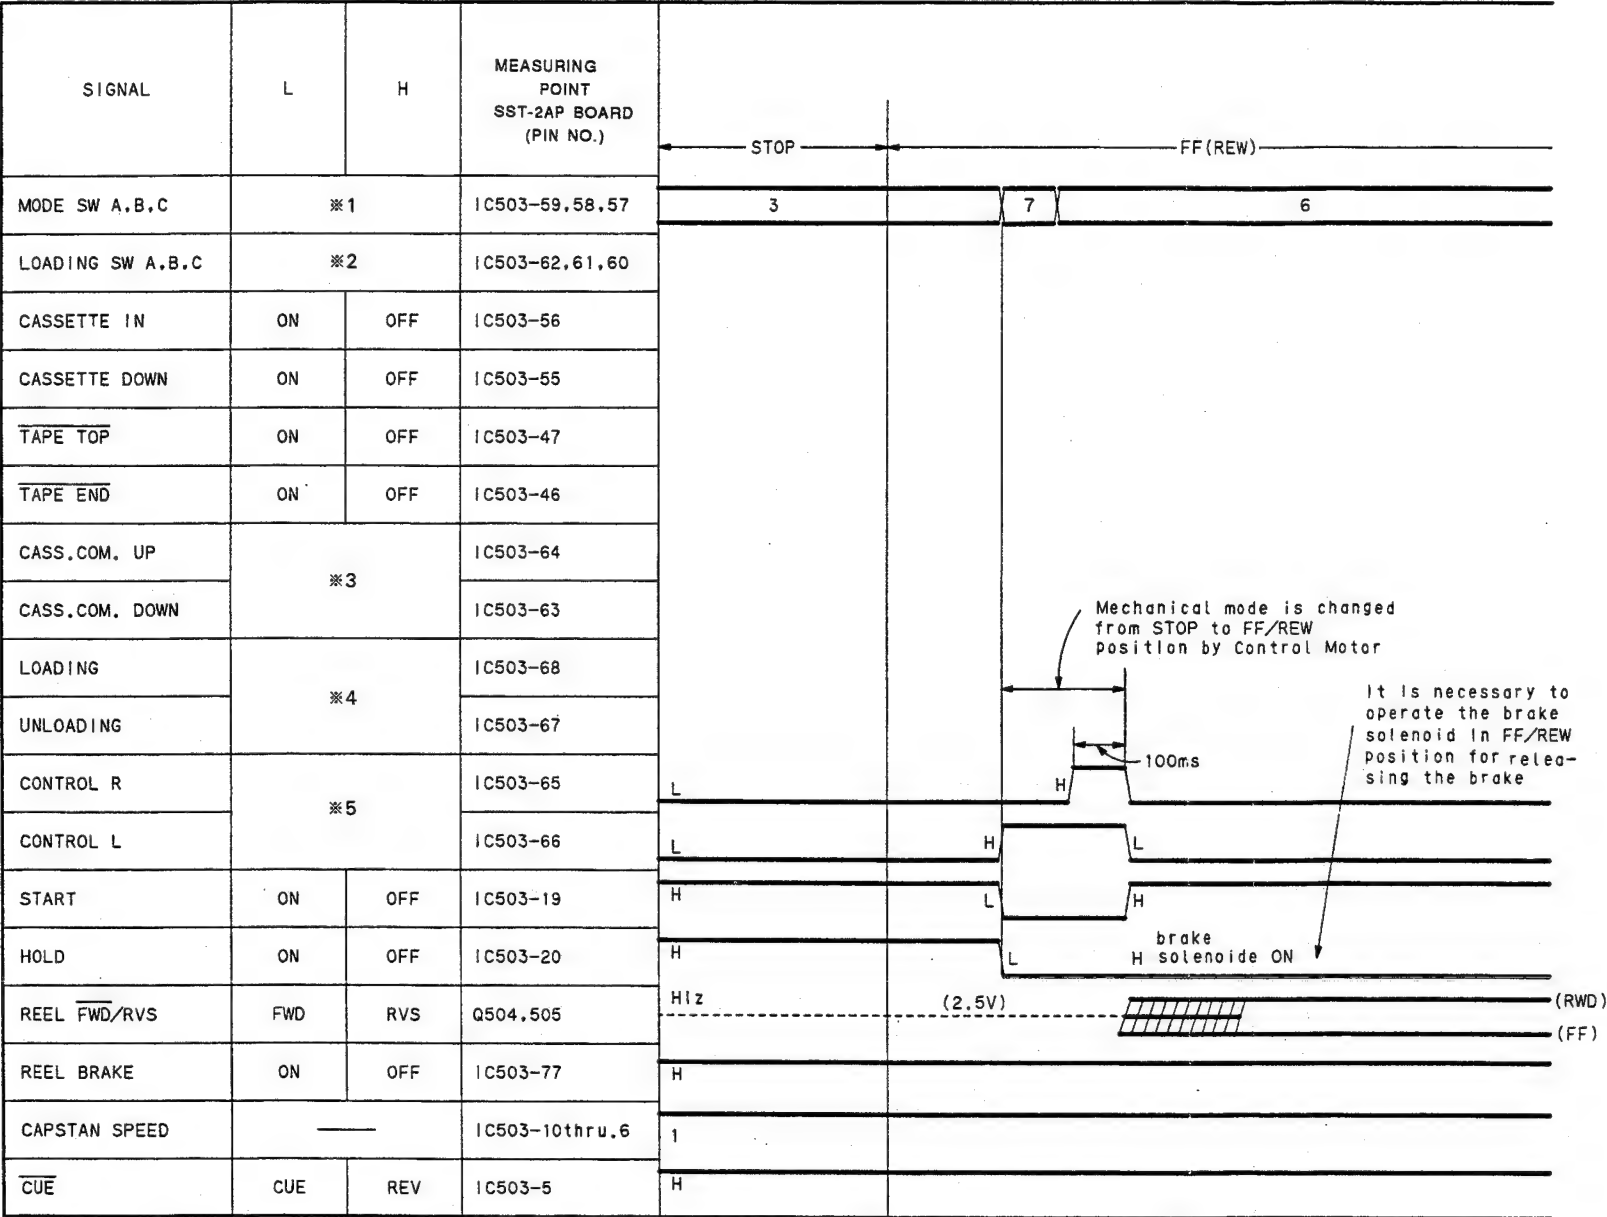 SIGNAL L H MEASURING
POINT
SST-2AP BOARD
(PIN NO.)
STOP FF(REW)
MODE SW A.B.C ※1 IC503-59.58.57 3 7 6
LOADING SW A.B.C ※2 IC503-62.61.60
CASSETTE IN ON OFF IC503-56
CASSETTE DOWN ON OFF IC503-55
TAPE TOP ON OFF IC503-47
TAPE END ON OFF IC503-46
CASS.COM. UP IC503-64
※3
CASS.COM. DOWN IC503-63
Mechanical mode is changed
from STOP to FF/REW
position by Control Motor
LOADING IC503-68
※4
UNLOADING IC503-67
It is necessary to
operate the brake
solenoid in FF/REW
position for relea-
sing the brake
100ms
CONTROL R IC503-65 L H
※5
CONTROL L IC503-66 L H L
START ON OFF IC503-19 H L H
HOLD ON OFF IC503-20 H L H brake
solenoide ON
REEL FWD/RVS FWD RVS Q504.505 HIz (2.5V) (RWD)
(FF)
REEL BRAKE ON OFF IC503-77 H
CAPSTAN SPEED — IC503-10thru.6 1
CUE CUE REV IC503-5 H